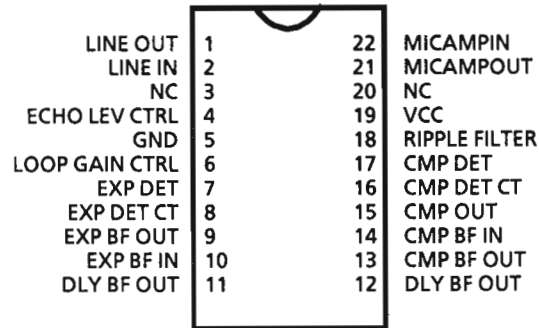 LINE OUT 1 22 MICAMPIN
LINE IN 2 21 MICAMPOUT
NC 3 20 NC
ECHO LEV CTRL 4 19 VCC
GND 5 18 RIPPLE FILTER
LOOP GAIN CTRL 6 17 CMP DET
EXP DET 7 16 CMP DET CT
EXP DET CT 8 15 CMP OUT
EXP BF OUT 9 14 CMP BF IN
EXP BF IN 10 13 CMP BF OUT
DLY BF OUT 11 12 DLY BF OUT